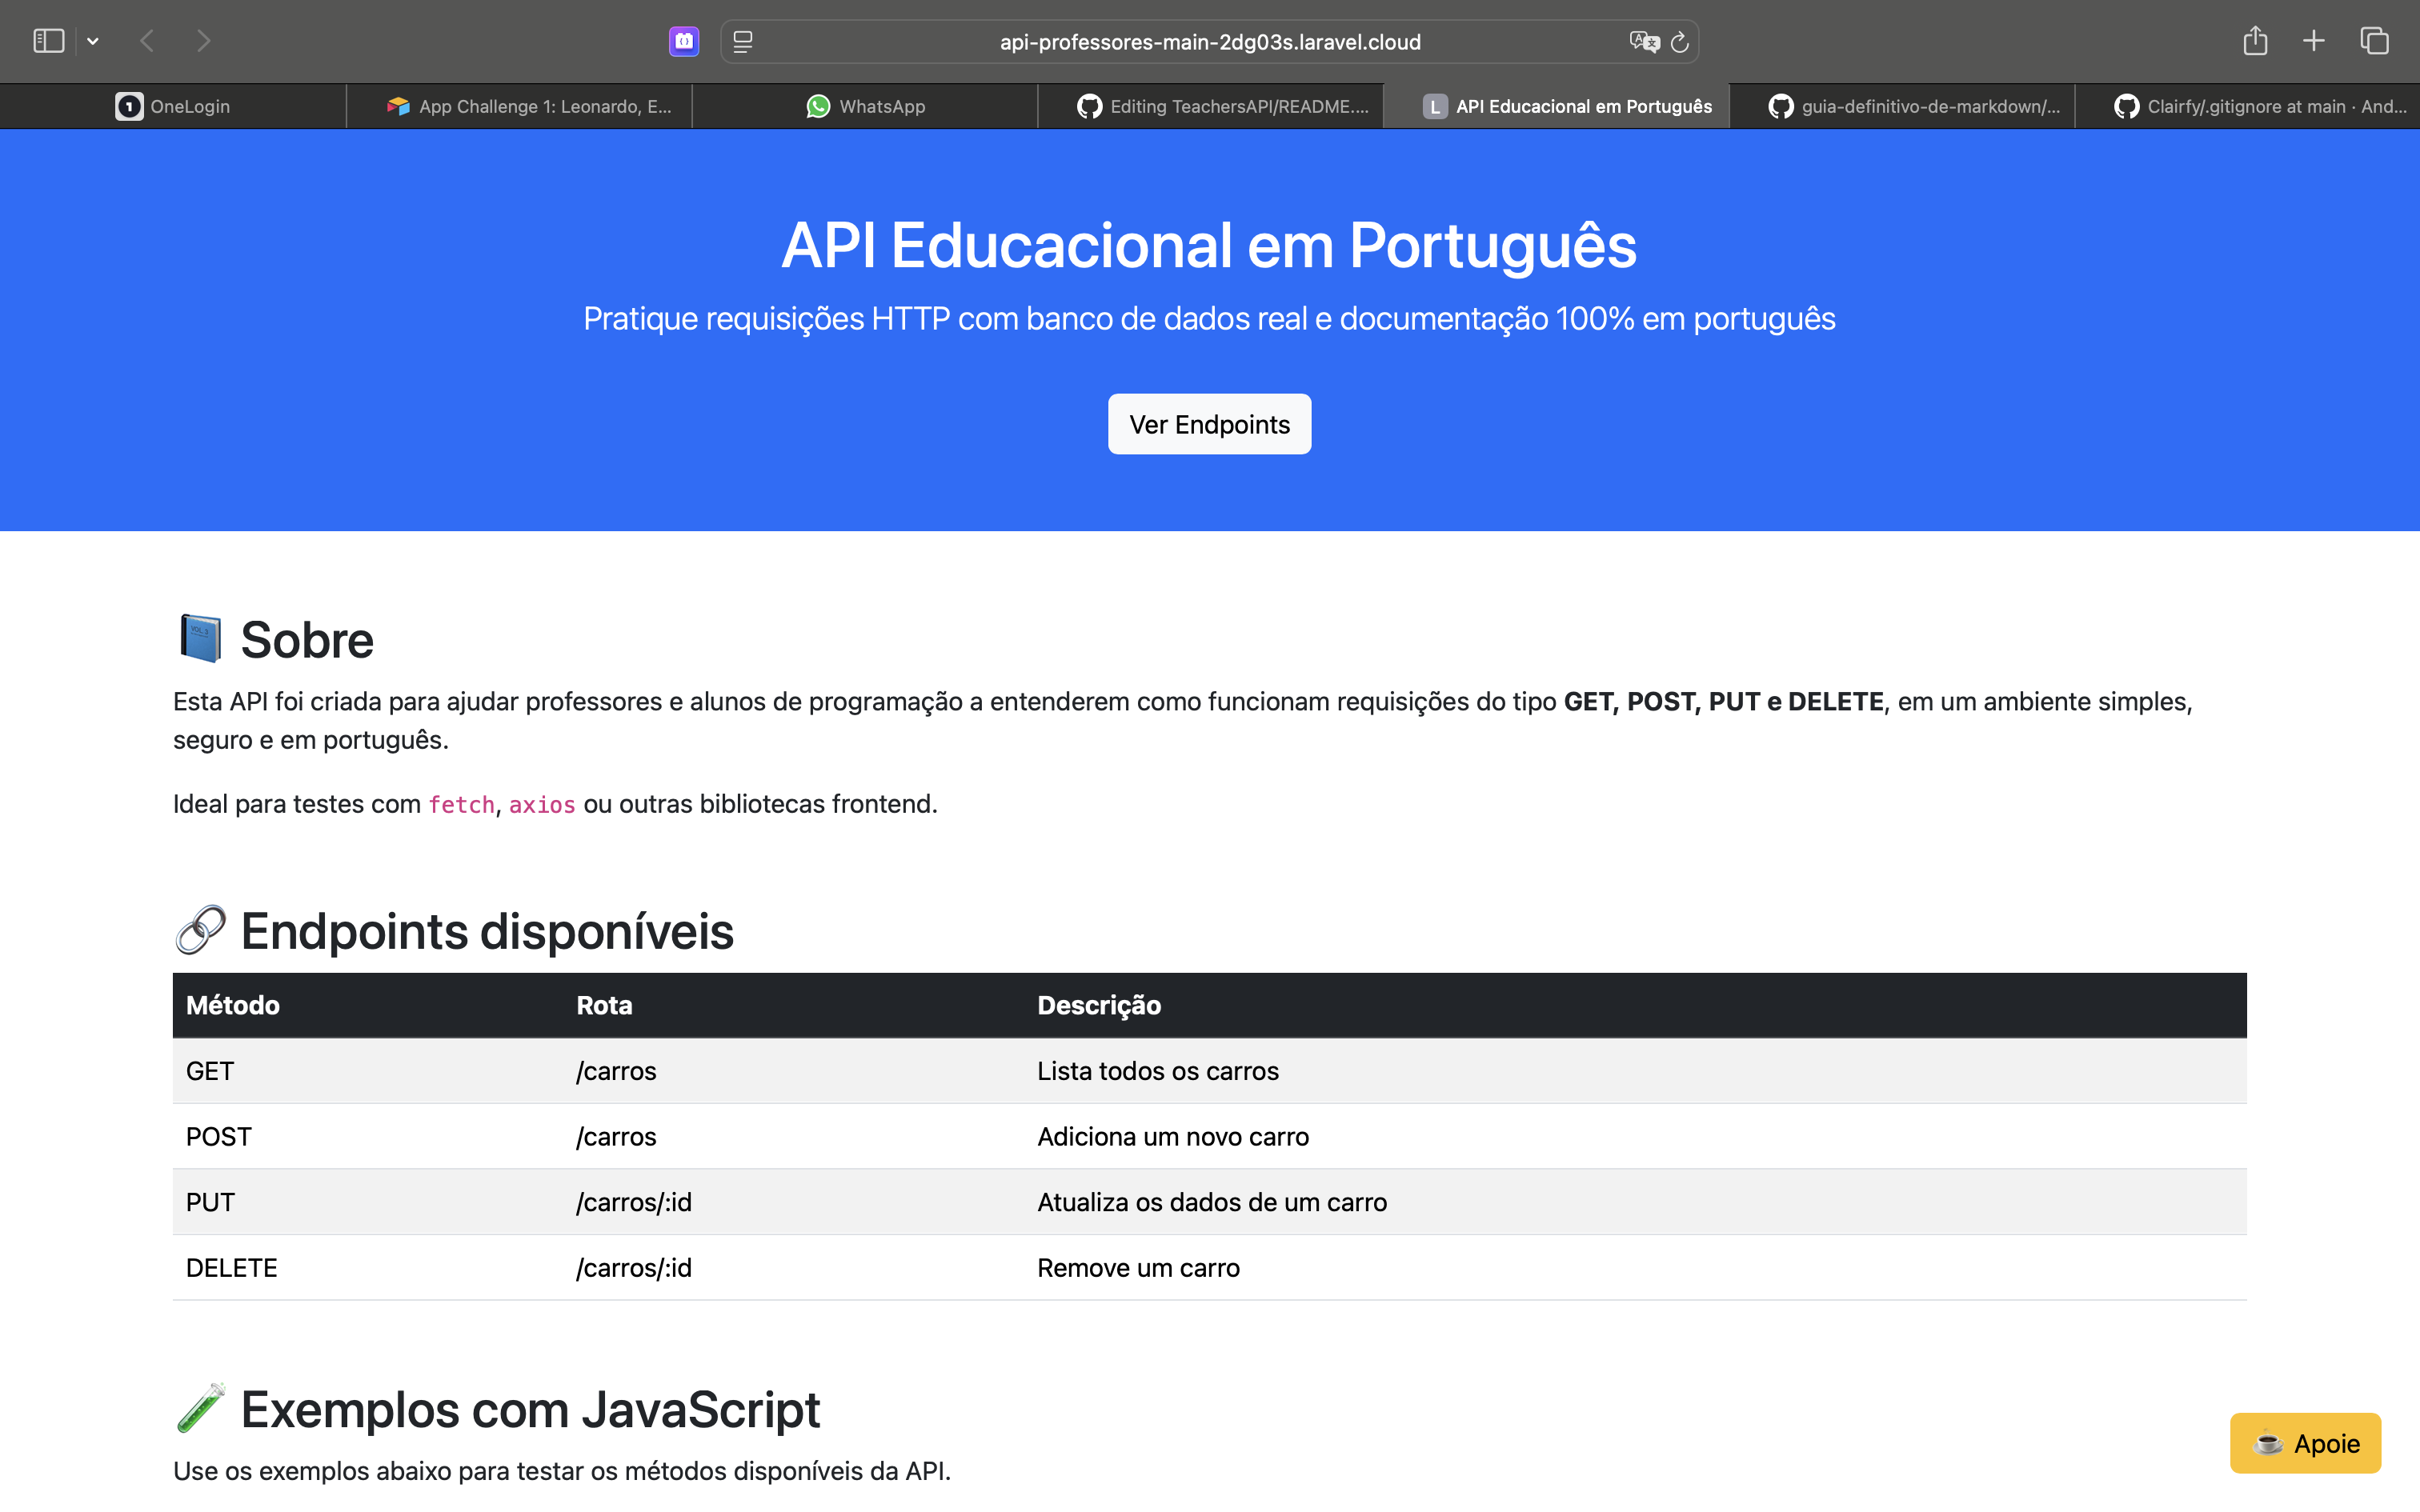 api-professores-main-2dg03s.laravel.cloud
OneLogin
App Challenge 1: Leonardo, E...
WhatsApp
Editing TeachersAPI/README....
L API Educacional em Português
guia-definitivo-de-markdown/...
Clairfy/.gitignore at main · And...
API Educacional em Português
Pratique requisições HTTP com banco de dados real e documentação 100% em português
Ver Endpoints
Sobre
Esta API foi criada para ajudar professores e alunos de programação a entenderem como funcionam requisições do tipo GET, POST, PUT e DELETE, em um ambiente simples,
seguro e em português.
Ideal para testes com fetch, axios ou outras bibliotecas frontend.
Endpoints disponíveis
Método Rota Descrição
GET /carros Lista todos os carros
POST /carros Adiciona um novo carro
PUT /carros/:id Atualiza os dados de um carro
DELETE /carros/:id Remove um carro
Exemplos com JavaScript
Use os exemplos abaixo para testar os métodos disponíveis da API.
Apoie